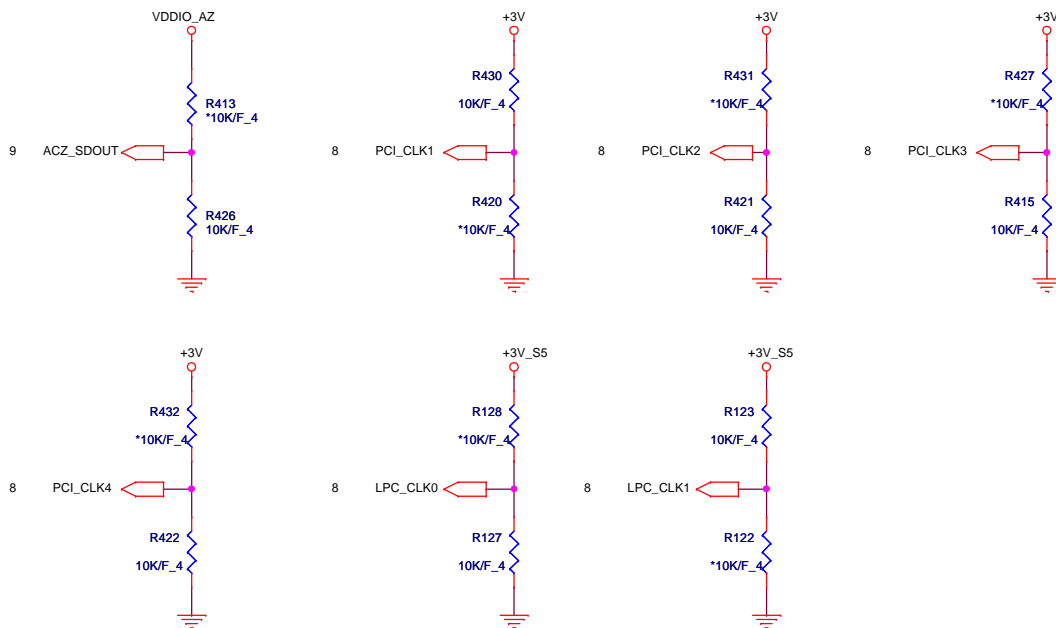 VDDIO_AZ
R413
*10K/F_4
9 ACZ_SDOUT
R426
10K/F_4
+3V
R430
10K/F_4
8 PCI_CLK1
R420
*10K/F_4
+3V
R431
*10K/F_4
8 PCI_CLK2
R421
10K/F_4
+3V
R427
*10K/F_4
8 PCI_CLK3
R415
10K/F_4
+3V
R432
*10K/F_4
8 PCI_CLK4
R422
10K/F_4
+3V_S5
R128
*10K/F_4
8 LPC_CLK0
R127
10K/F_4
+3V_S5
R123
10K/F_4
8 LPC_CLK1
R122
*10K/F_4